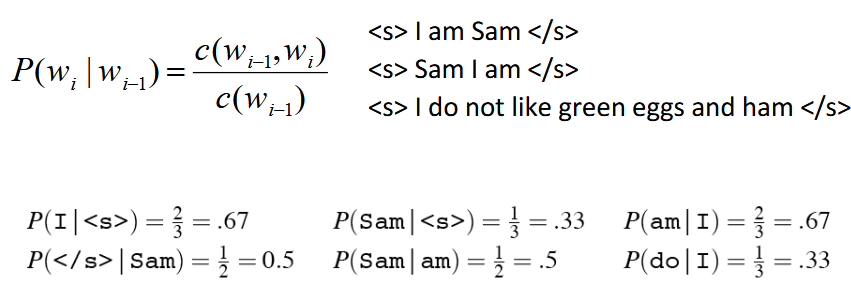 P(w_i | w_{i-1}) = c(w_{i-1}, w_i) / c(w_{i-1})
<s> I am Sam </s>
<s> Sam I am </s>
<s> I do not like green eggs and ham </s>
P(I|<s>) = 2/3 = .67 P(Sam|<s>) = 1/3 = .33 P(am|I) = 2/3 = .67
P(</s>|Sam) = 1/2 = 0.5 P(Sam|am) = 1/2 = .5 P(do|I) = 1/3 = .33